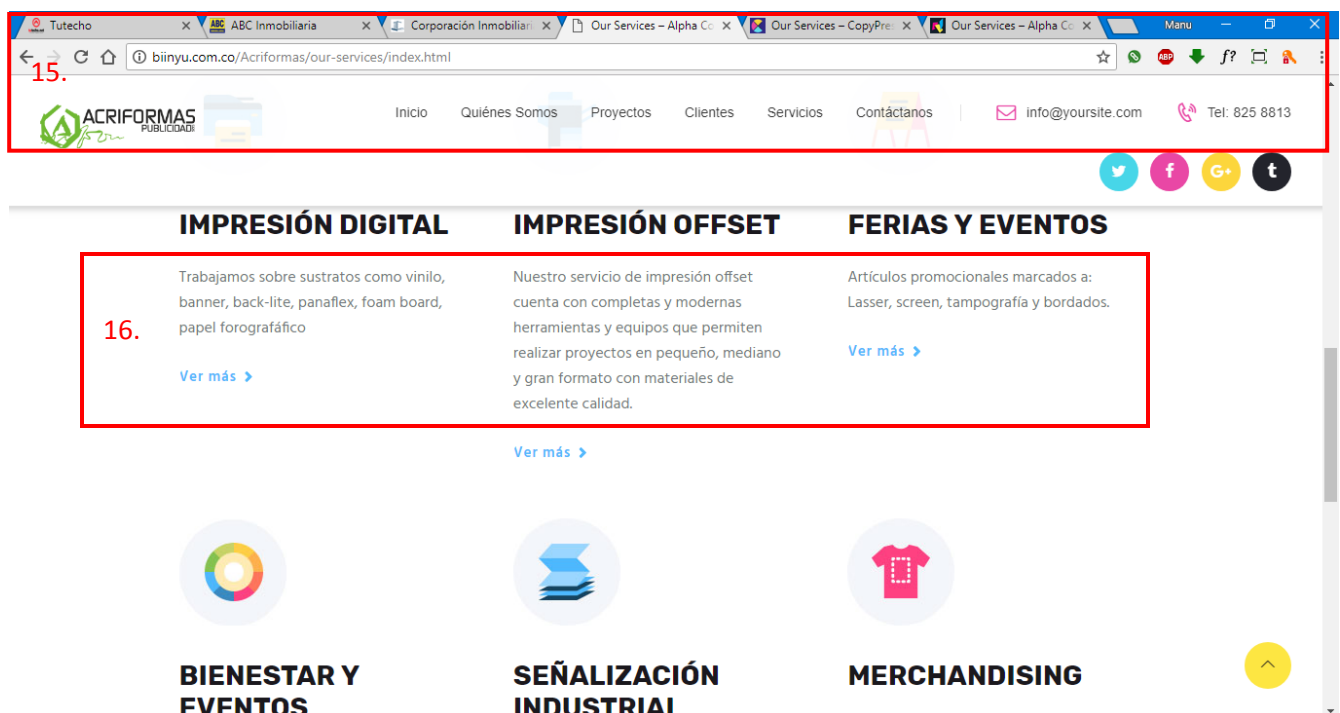 Tutecho
ABC Inmobiliaria
Corporación Inmobiliari
Our Services – Alpha Co
Our Services – CopyPre
Our Services – Alpha Co
Manu
biinyu.com.co/Acriformas/our-services/index.html
ABP
f?
15.
ACRIFORMAS
PUBLICIDAD
Inicio
Quiénes Somos
Proyectos
Clientes
Servicios
Contáctanos
info@yoursite.com
Tel: 825 8813
IMPRESIÓN DIGITAL
IMPRESIÓN OFFSET
FERIAS Y EVENTOS
16.
Trabajamos sobre sustratos como vinilo,
banner, back-lite, panaflex, foam board,
papel forografáfico
Ver más
Nuestro servicio de impresión offset
cuenta con completas y modernas
herramientas y equipos que permiten
realizar proyectos en pequeño, mediano
y gran formato con materiales de
excelente calidad.
Ver más
Artículos promocionales marcados a:
Lasser, screen, tampografía y bordados.
Ver más
BIENESTAR Y
EVENTOS
SEÑALIZACIÓN
INDUSTRIAL
MERCHANDISING